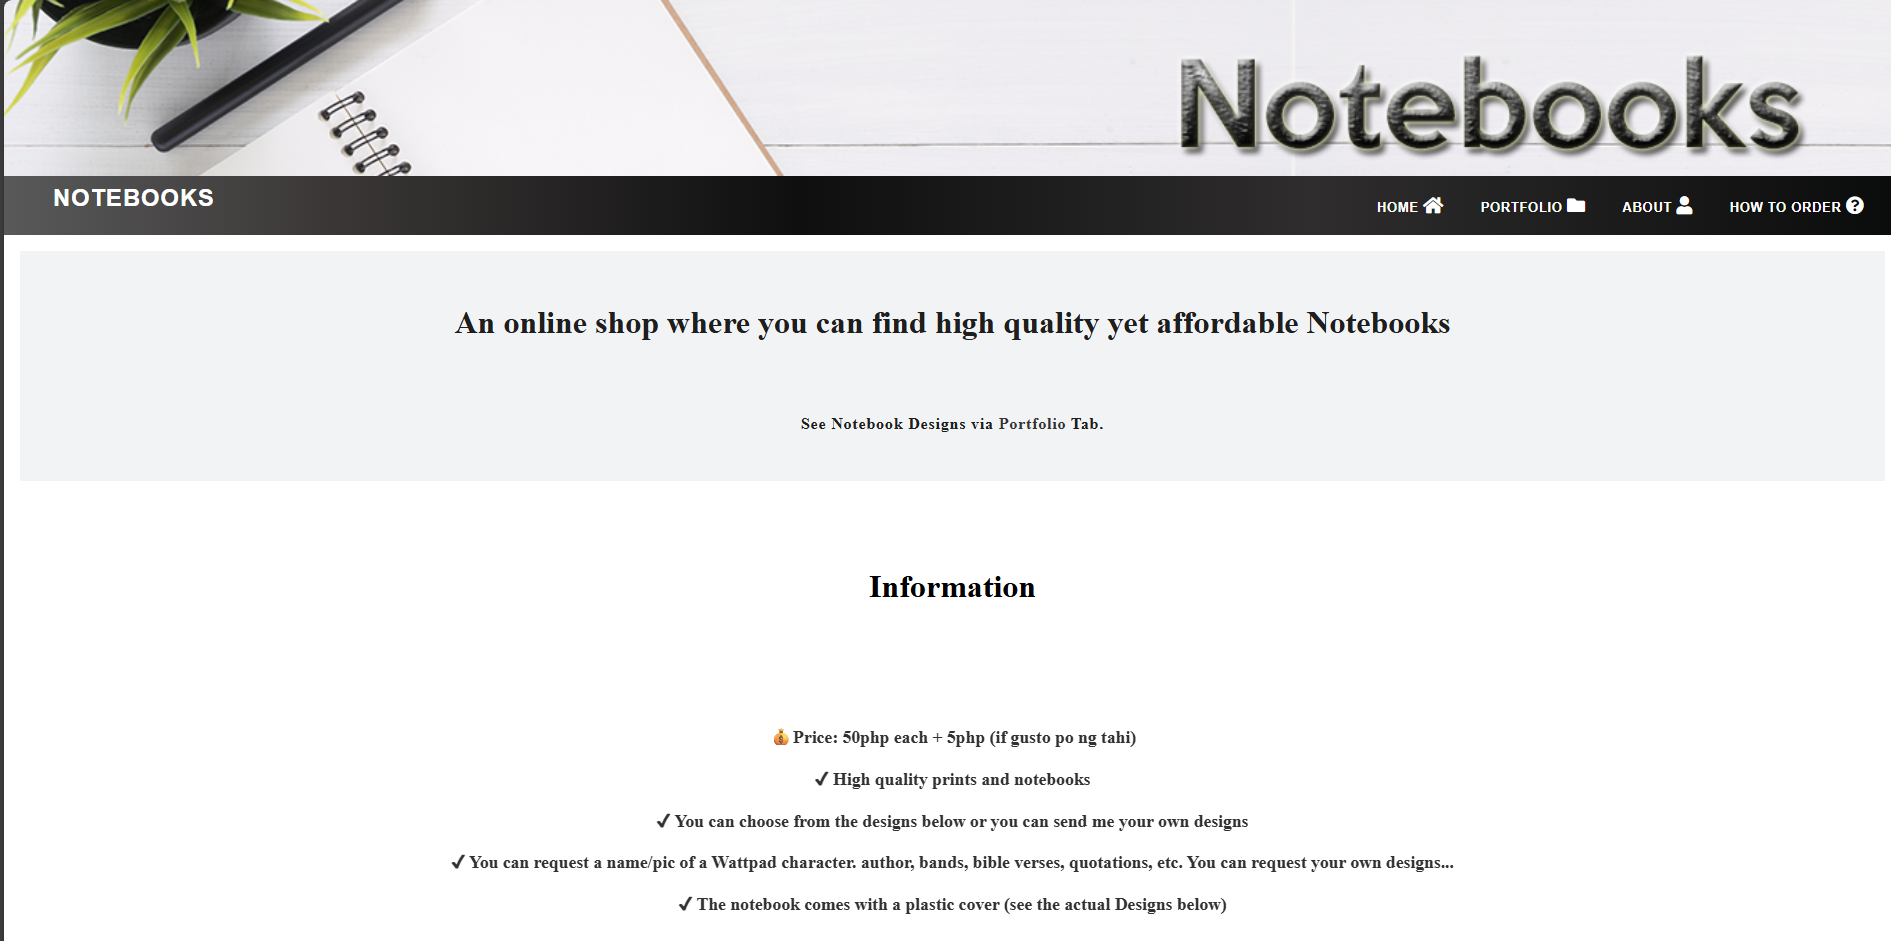 Notebooks
NOTEBOOKS
HOME
PORTFOLIO
ABOUT
HOW TO ORDER
An online shop where you can find high quality yet affordable Notebooks
See Notebook Designs via Portfolio Tab.
Information
💰 Price: 50php each + 5php (if gusto po ng tahi)
✔ High quality prints and notebooks
✔ You can choose from the designs below or you can send me your own designs
✔ You can request a name/pic of a Wattpad character. author, bands, bible verses, quotations, etc. You can request your own designs...
✔ The notebook comes with a plastic cover (see the actual Designs below)